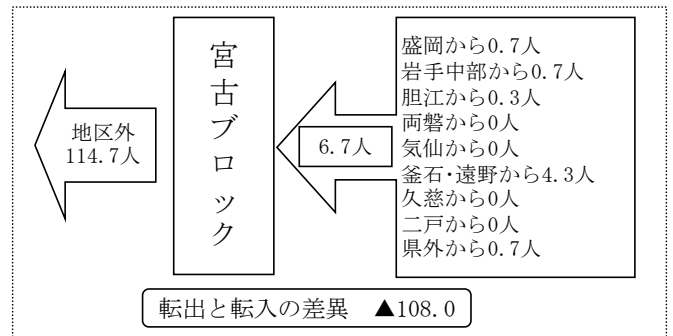 地区外
114.7人
宮古ブロック
6.7人
盛岡から0.7人
岩手中部から0.7人
胆江から0.3人
両磐から0人
気仙から0人
釜石・遠野から4.3人
久慈から0人
二戸から0人
県外から0.7人
転出と転入の差異 ▲108.0